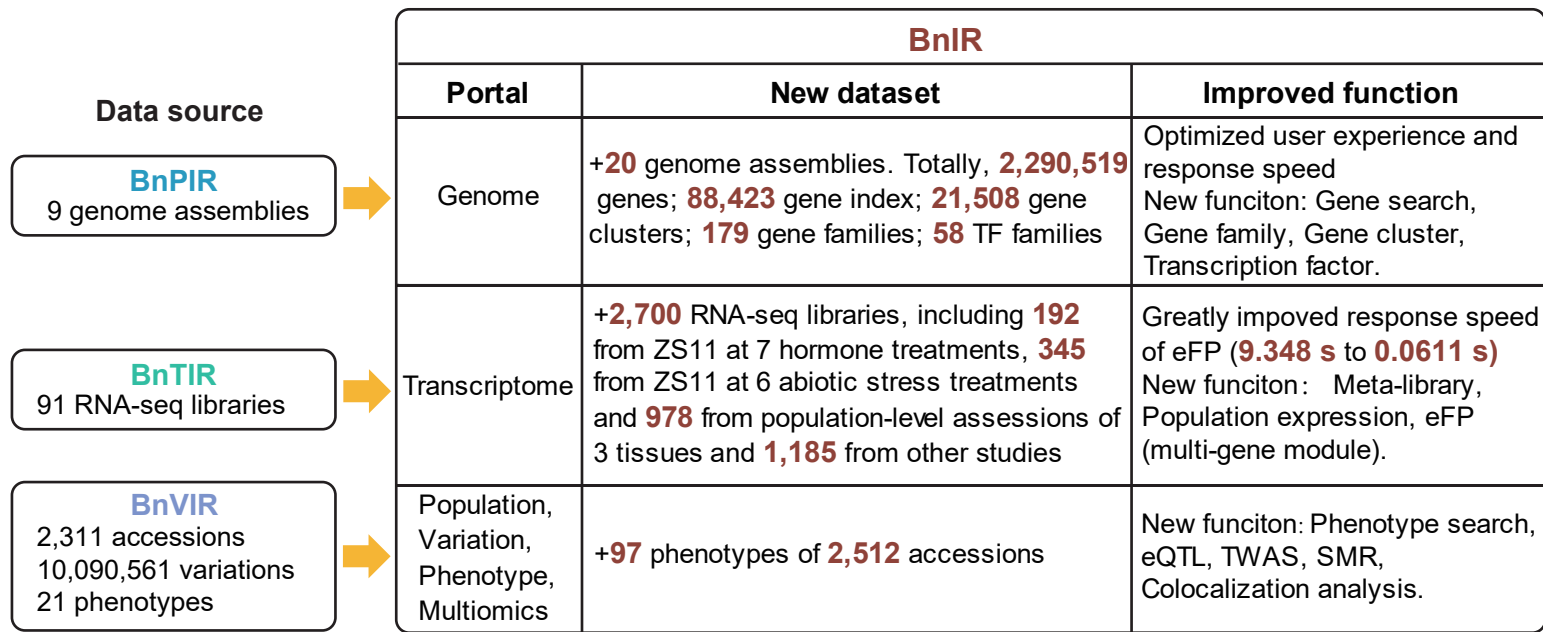 Data source
BnPIR
9 genome assemblies
BnTIR
91 RNA-seq libraries
BnVIR
2,311 accessions
10,090,561 variations
21 phenotypes
BnIR
Portal
New dataset
Improved function
Genome
+20 genome assemblies. Totally, 2,290,519
genes; 88,423 gene index; 21,508 gene
clusters; 179 gene families; 58 TF families
Optimized user experience and
response speed
New funciton: Gene search,
Gene family, Gene cluster,
Transcription factor.
Transcriptome
+2,700 RNA-seq libraries, including 192
from ZS11 at 7 hormone treatments, 345
from ZS11 at 6 abiotic stress treatments
and 978 from population-level assessions of
3 tissues and 1,185 from other studies
Greatly impoved response speed
of eFP (9.348 s to 0.0611 s)
New funciton： Meta-library,
Population expression, eFP
(multi-gene module).
Population,
Variation,
Phenotype,
Multiomics
+97 phenotypes of 2,512 accessions
New funciton: Phenotype search,
eQTL, TWAS, SMR,
Colocalization analysis.